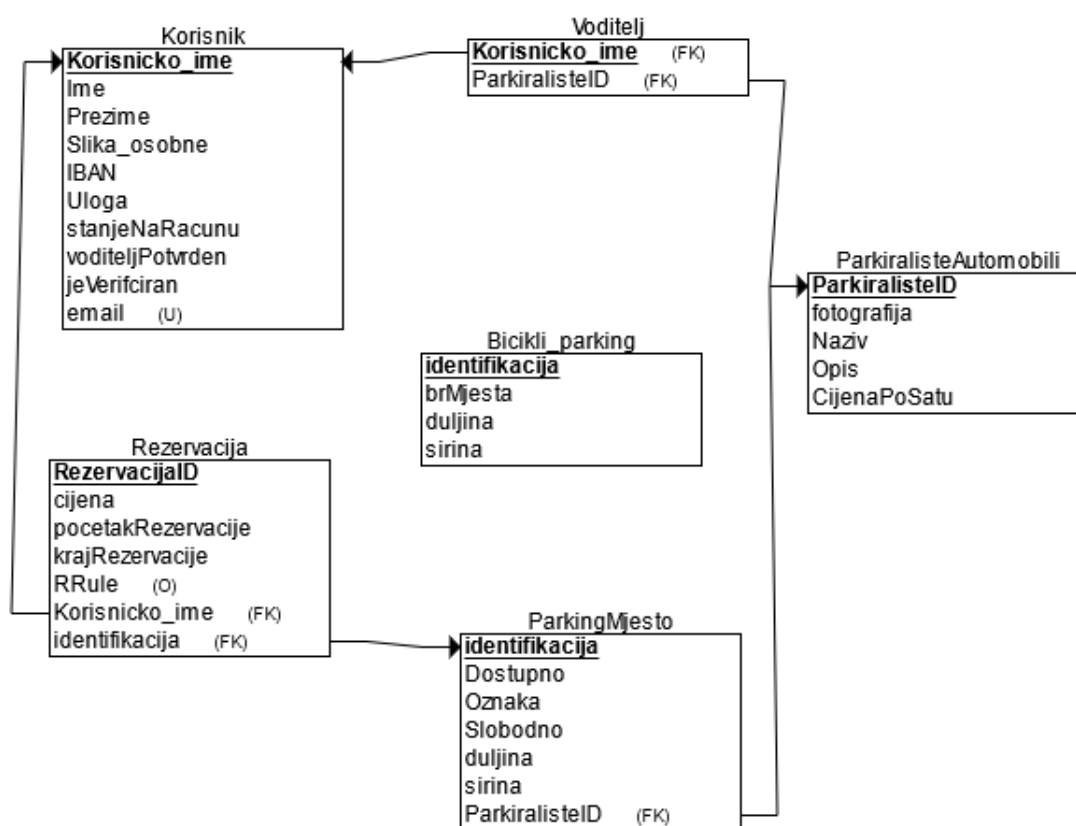 Korisnik
Korisnicko_ime
Ime
Prezime
Slika_osobne
IBAN
Uloga
stanjeNaRacunu
voditeljPotvrden
jeVerifciran
email (U)
Voditelj
Korisnicko_ime (FK)
ParkiralisteID (FK)
ParkiralisteAutomobili
ParkiralisteID
fotografija
Naziv
Opis
CijenaPoSatu
Bicikli_parking
identifikacija
brMjesta
duljina
sirina
Rezervacija
RezervacijaID
cijena
pocetakRezervacije
krajRezervacije
RRule (O)
Korisnicko_ime (FK)
identifikacija (FK)
ParkingMjesto
identifikacija
Dostupno
Oznaka
Slobodno
duljina
sirina
ParkiralisteID (FK)